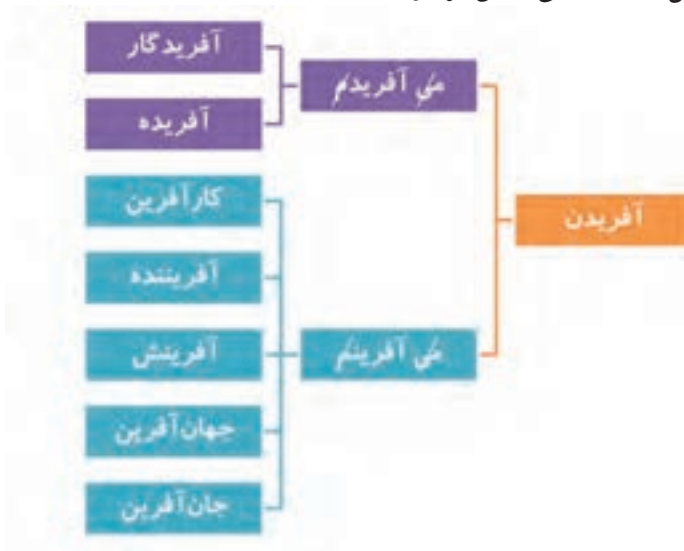 آفریدن
می آفریدم
آفریدگار
آفریده
می آفرینم
کارآفرین
آفریننده
آفرینش
جهان‌آفرین
جان‌آفرین